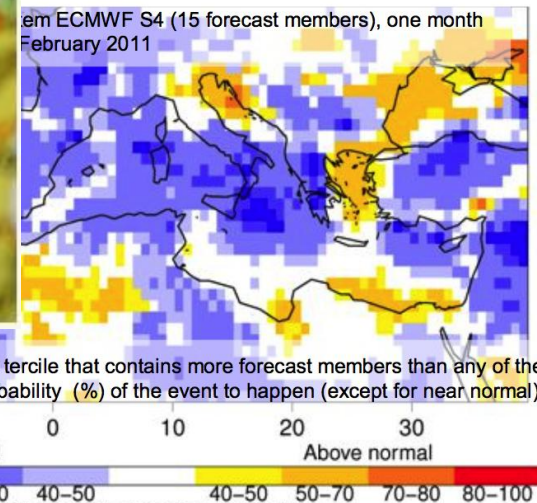 ECMWF S4 (15 forecast members), one month
February 2011
tercile that contains more forecast members than any of the
(%) of the event to happen (except for near normal)
0 10 20 30
Above normal
40-50 40-50 50-70 70-80 80-100